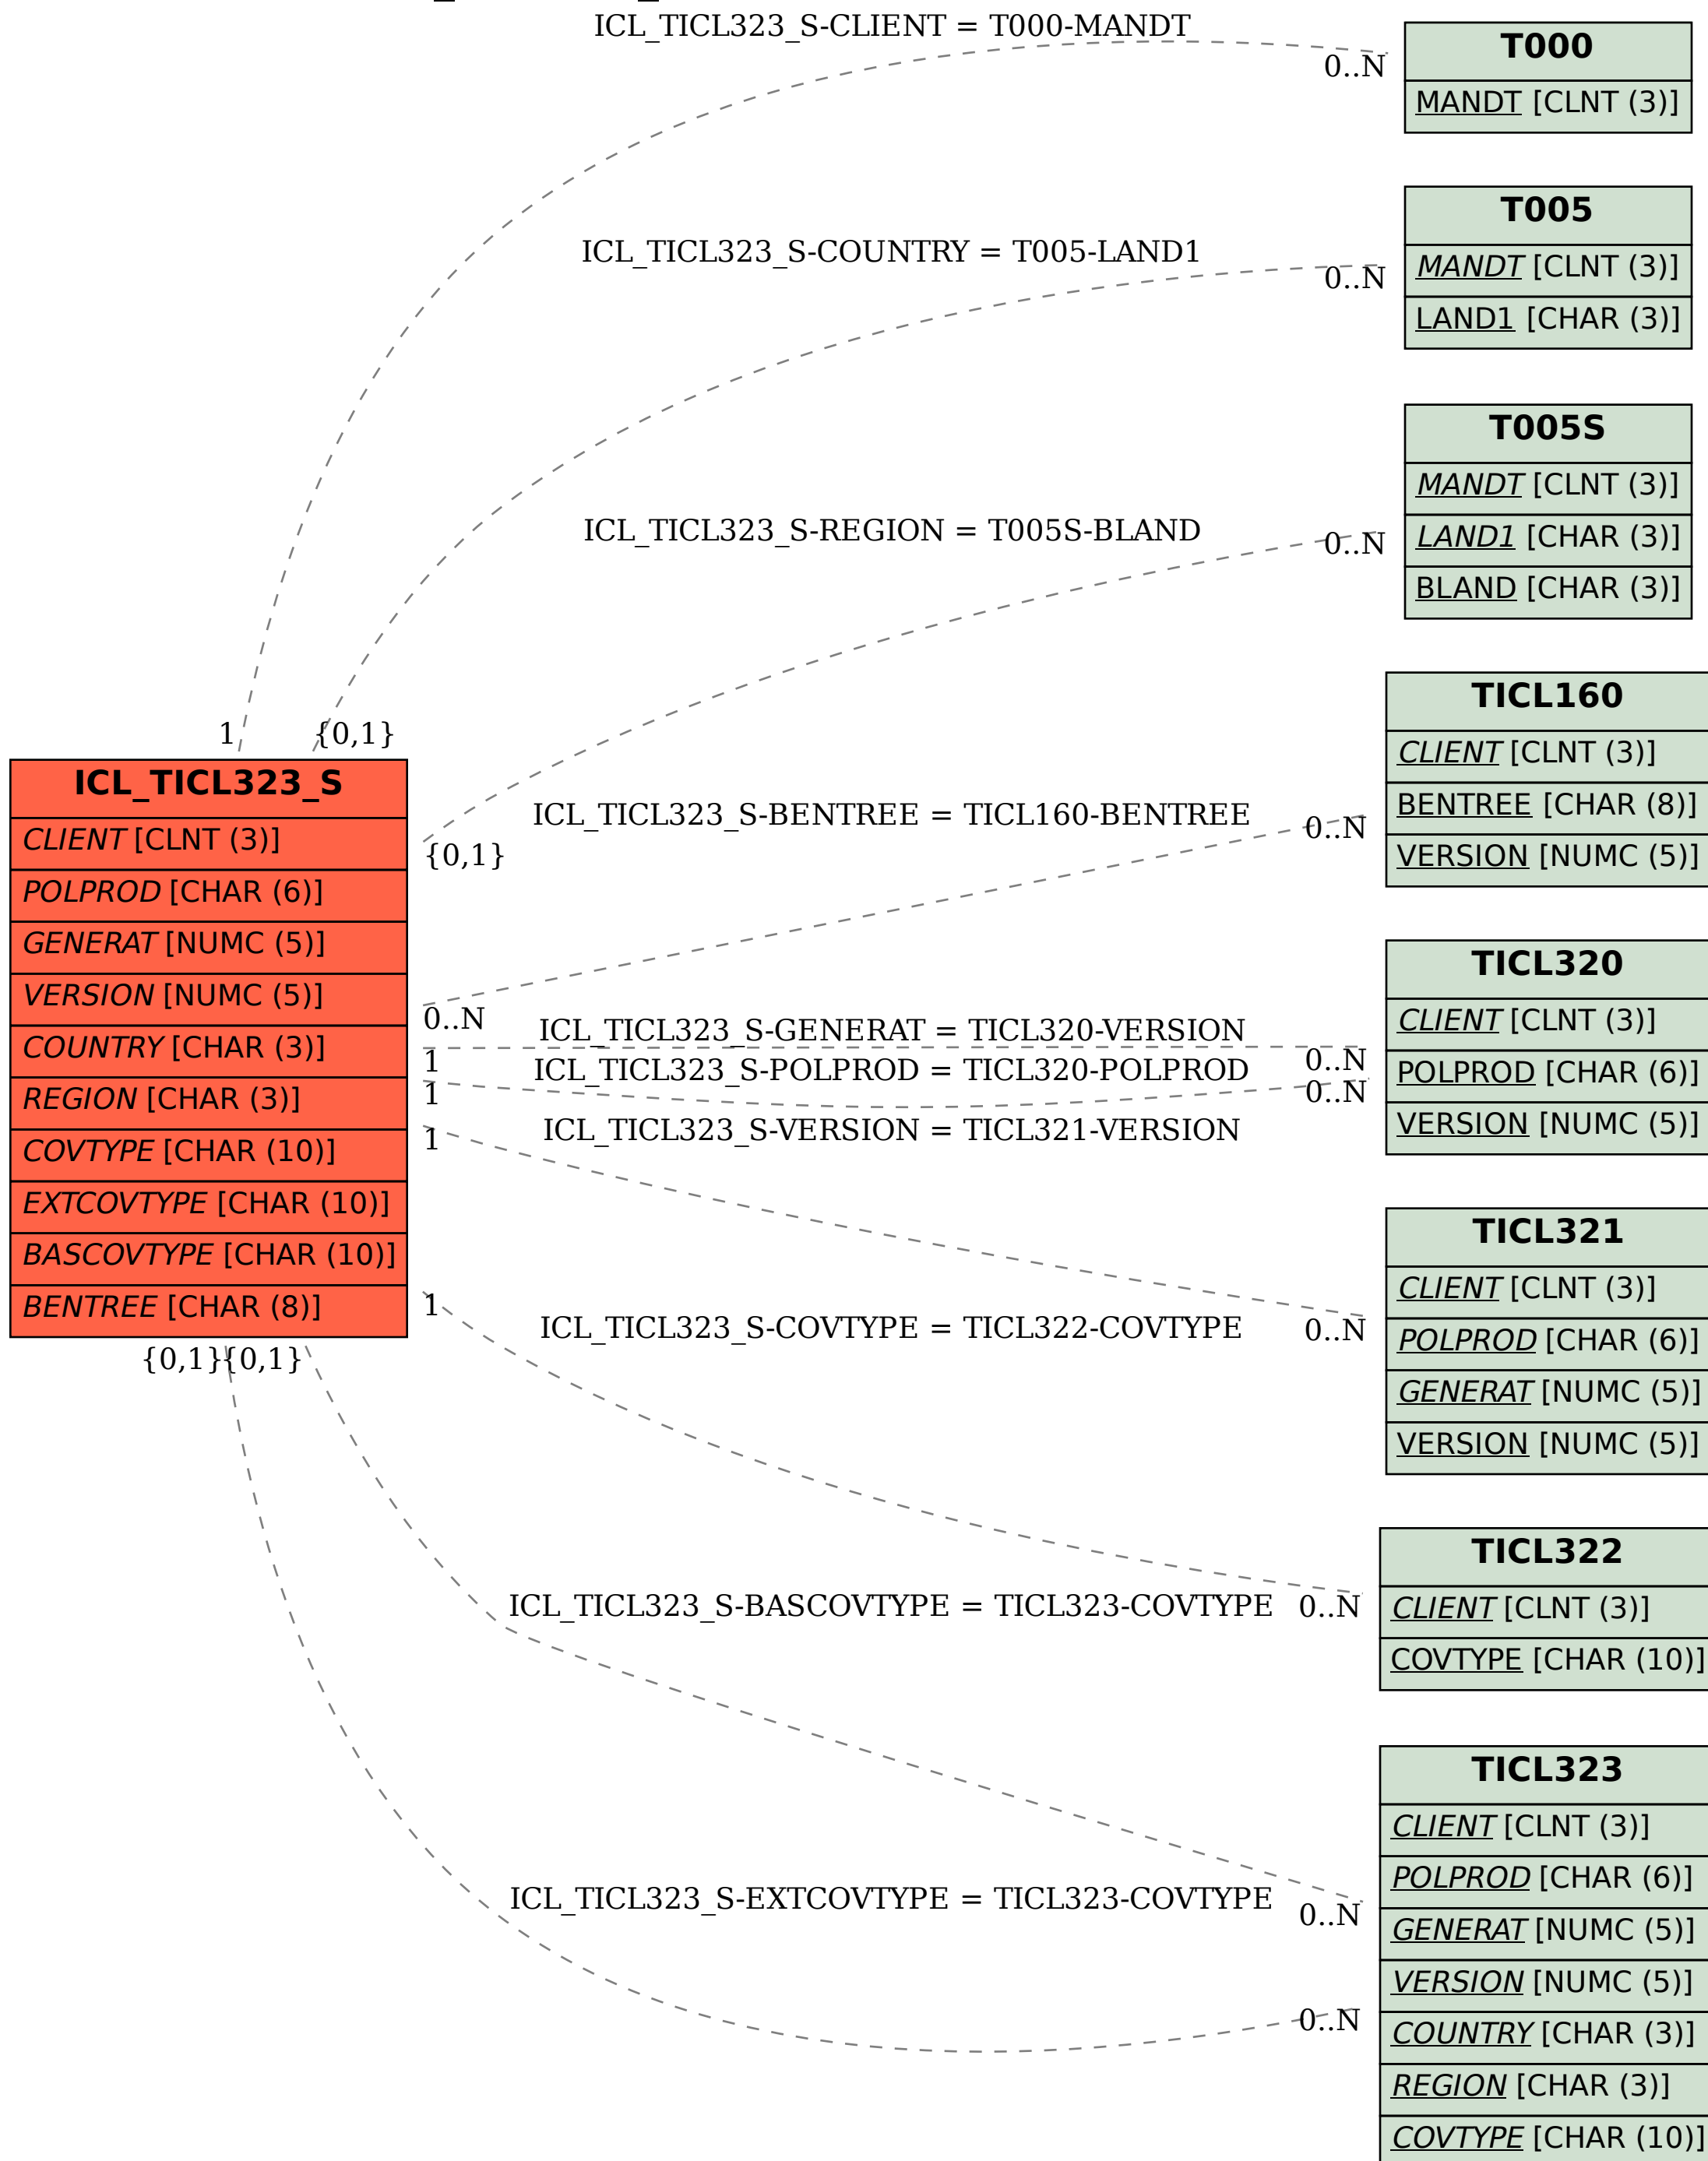 ICL_TICL323_S-CLIENT = T000-MANDT
0..N
T000
MANDT [CLNT (3)]
ICL_TICL323_S-COUNTRY = T005-LAND1
0..N
T005
MANDT [CLNT (3)]
LAND1 [CHAR (3)]
ICL_TICL323_S-REGION = T005S-BLAND
0..N
T005S
MANDT [CLNT (3)]
LAND1 [CHAR (3)]
BLAND [CHAR (3)]
1
{0,1}
{0,1}
ICL_TICL323_S
CLIENT [CLNT (3)]
POLPROD [CHAR (6)]
GENERAT [NUMC (5)]
VERSION [NUMC (5)]
COUNTRY [CHAR (3)]
REGION [CHAR (3)]
COVTYPE [CHAR (10)]
EXTCOVTYPE [CHAR (10)]
BASCOVTYPE [CHAR (10)]
BENTREE [CHAR (8)]
{0,1}
{0,1}
ICL_TICL323_S-BENTREE = TICL160-BENTREE
0..N
0..N
TICL160
CLIENT [CLNT (3)]
BENTREE [CHAR (8)]
VERSION [NUMC (5)]
ICL_TICL323_S-GENERAT = TICL320-VERSION
1
0..N
ICL_TICL323_S-POLPROD = TICL320-POLPROD
1
0..N
TICL320
CLIENT [CLNT (3)]
POLPROD [CHAR (6)]
VERSION [NUMC (5)]
ICL_TICL323_S-VERSION = TICL321-VERSION
1
0..N
TICL321
CLIENT [CLNT (3)]
POLPROD [CHAR (6)]
GENERAT [NUMC (5)]
VERSION [NUMC (5)]
1
ICL_TICL323_S-COVTYPE = TICL322-COVTYPE
0..N
TICL322
CLIENT [CLNT (3)]
COVTYPE [CHAR (10)]
ICL_TICL323_S-BASCOVTYPE = TICL323-COVTYPE
0..N
ICL_TICL323_S-EXTCOVTYPE = TICL323-COVTYPE
0..N
TICL323
CLIENT [CLNT (3)]
POLPROD [CHAR (6)]
GENERAT [NUMC (5)]
VERSION [NUMC (5)]
COUNTRY [CHAR (3)]
REGION [CHAR (3)]
COVTYPE [CHAR (10)]